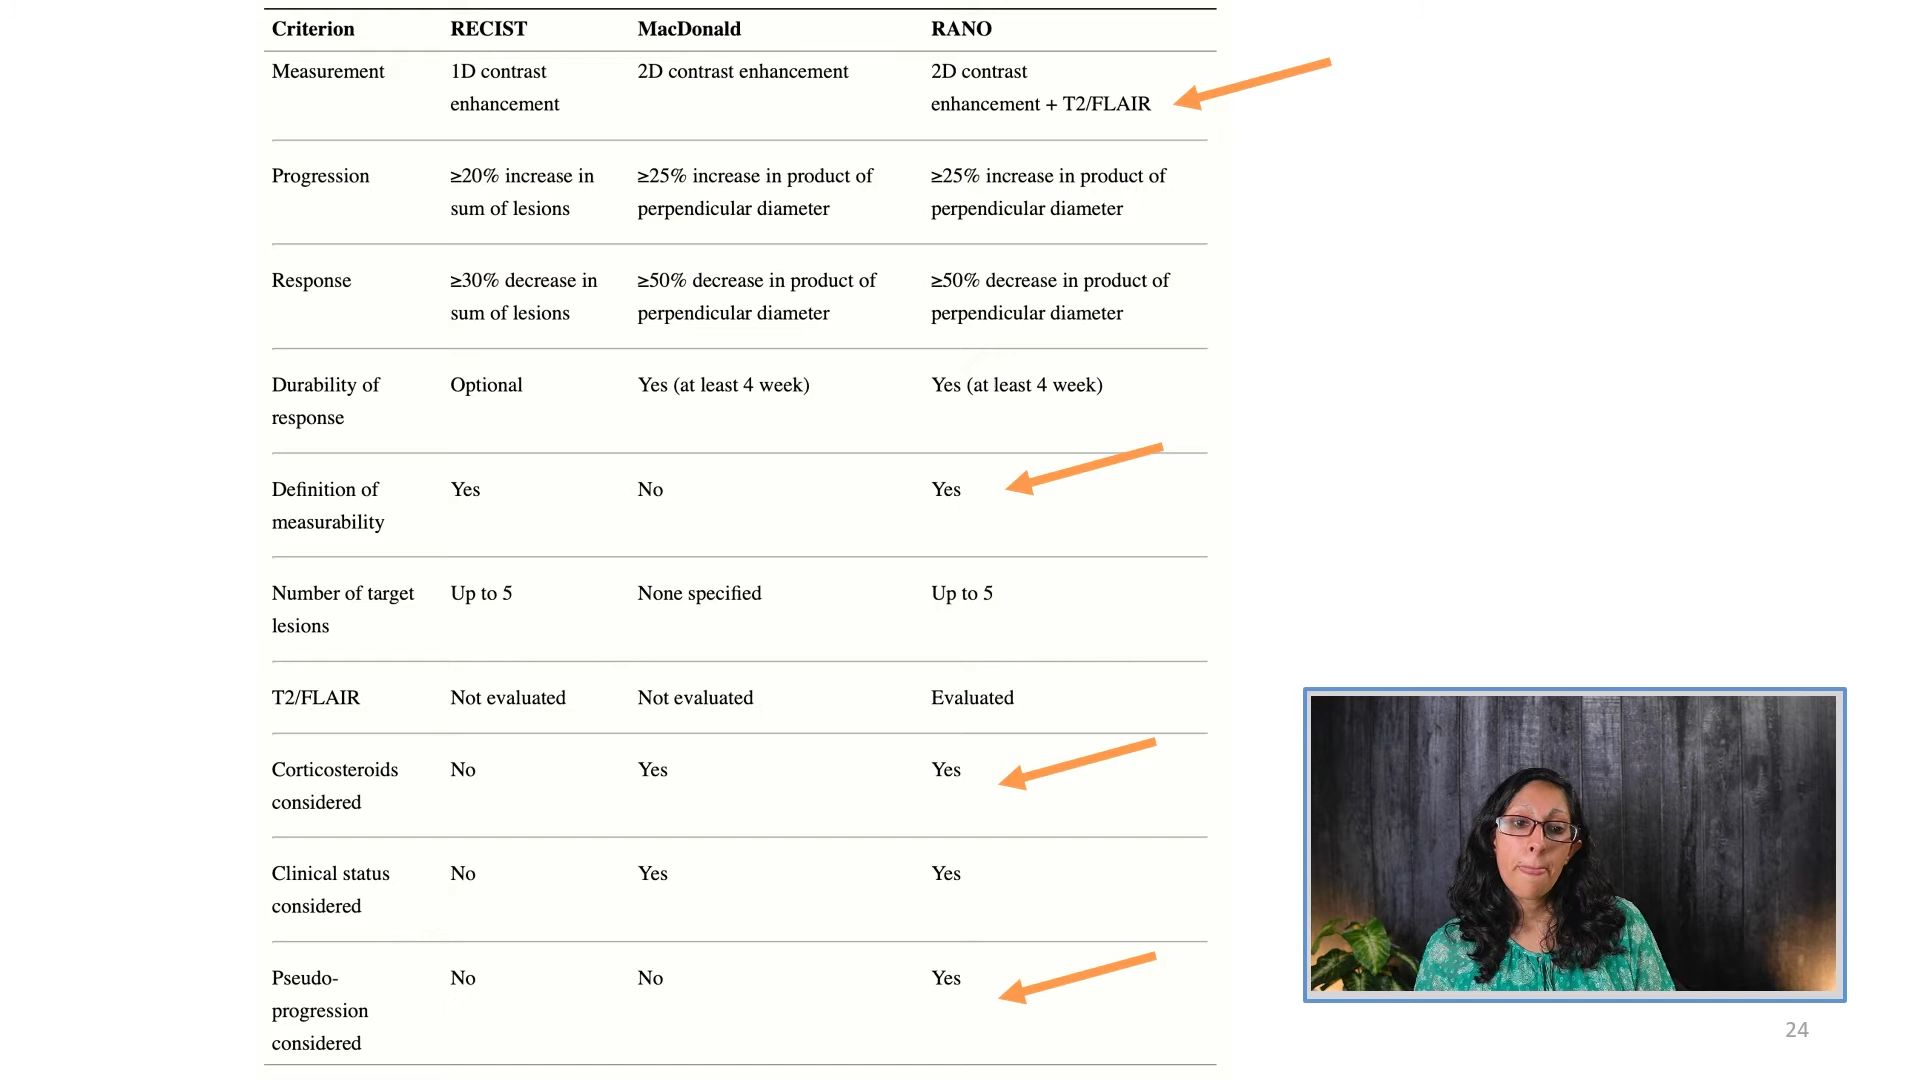 Criterion RECIST MacDonald RANO
Measurement 1D contrast 2D contrast enhancement 2D contrast
enhancement enhancement + T2/FLAIR
Progression ≥20% increase in ≥25% increase in product of ≥25% increase in product of
sum of lesions perpendicular diameter perpendicular diameter
Response ≥30% decrease in ≥50% decrease in product of ≥50% decrease in product of
sum of lesions perpendicular diameter perpendicular diameter
Durability of Optional Yes (at least 4 week) Yes (at least 4 week)
response
Definition of Yes No Yes
measurability
Number of target Up to 5 None specified Up to 5
lesions
T2/FLAIR Not evaluated Not evaluated Evaluated
Corticosteroids No Yes Yes
considered
Clinical status No Yes Yes
considered
Pseudo- No No Yes
progression
considered
24